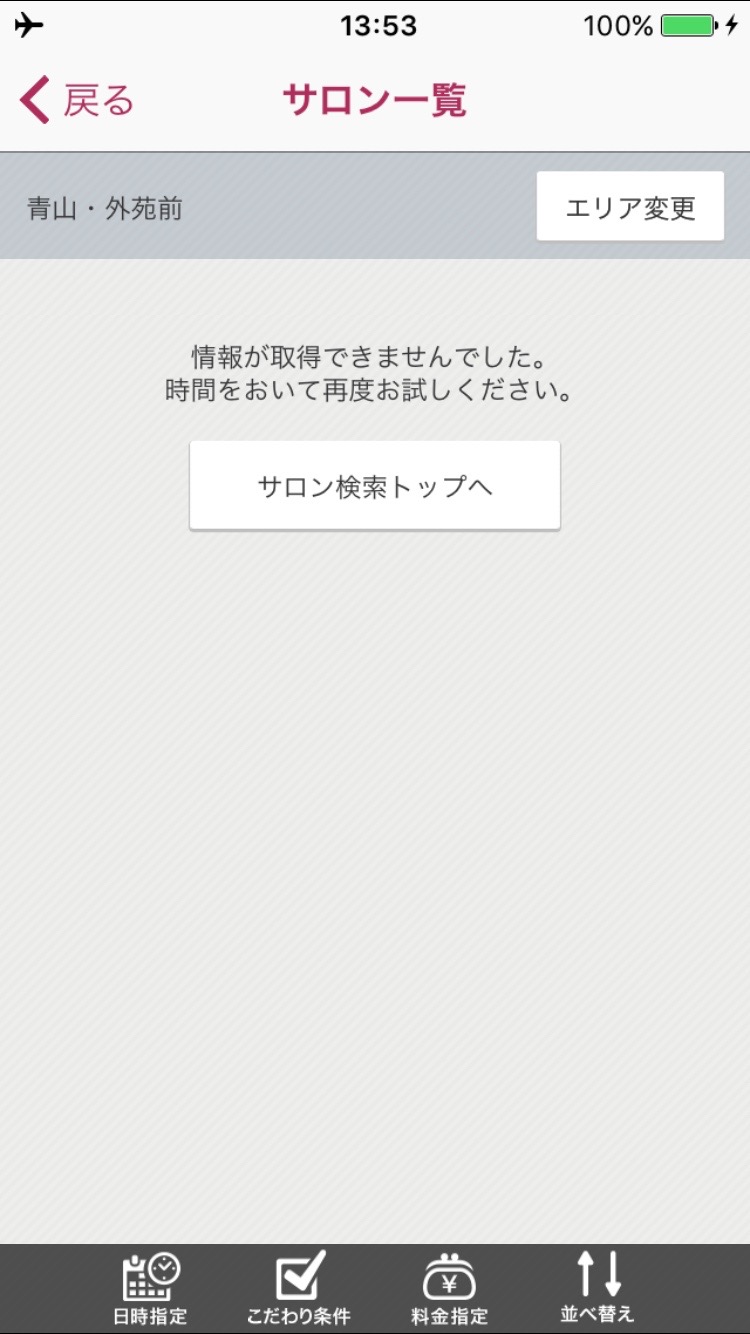 13:53
100%
戻る
サロン一覧
青山・外苑前
エリア変更
情報が取得できませんでした。
時間をおいて再度お試しください。
サロン検索トップへ
¥
日時指定
こだわり条件
料金指定
並べ替え